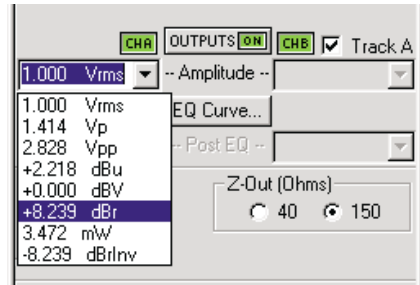 CHA OUTPUTS ON CHB Track A
1.000 Vrms -- Amplitude --
1.000 Vrms
1.414 Vp
2.828 Vpp
+2.218 dBu
+0.000 dBV
+8.239 dBr
3.472 mW
-8.239 dBrInv
EQ Curve...
-- Post EQ --
Z-Out (Ohms)
40 150